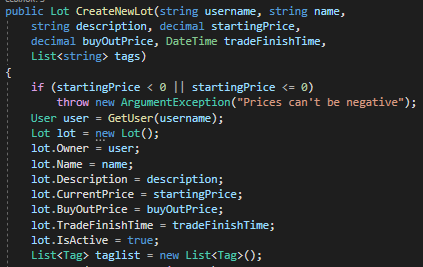 public Lot CreateNewLot(string username, string name,
string description, decimal startingPrice,
decimal buyOutPrice, DateTime tradeFinishTime,
List<string> tags)
{
if (startingPrice < 0 || startingPrice <= 0)
throw new ArgumentException("Prices can't be negative");
User user = GetUser(username);
Lot lot = new Lot();
lot.Owner = user;
lot.Name = name;
lot.Description = description;
lot.CurrentPrice = startingPrice;
lot.BuyOutPrice = buyOutPrice;
lot.TradeFinishTime = tradeFinishTime;
lot.IsActive = true;
List<Tag> taglist = new List<Tag>();